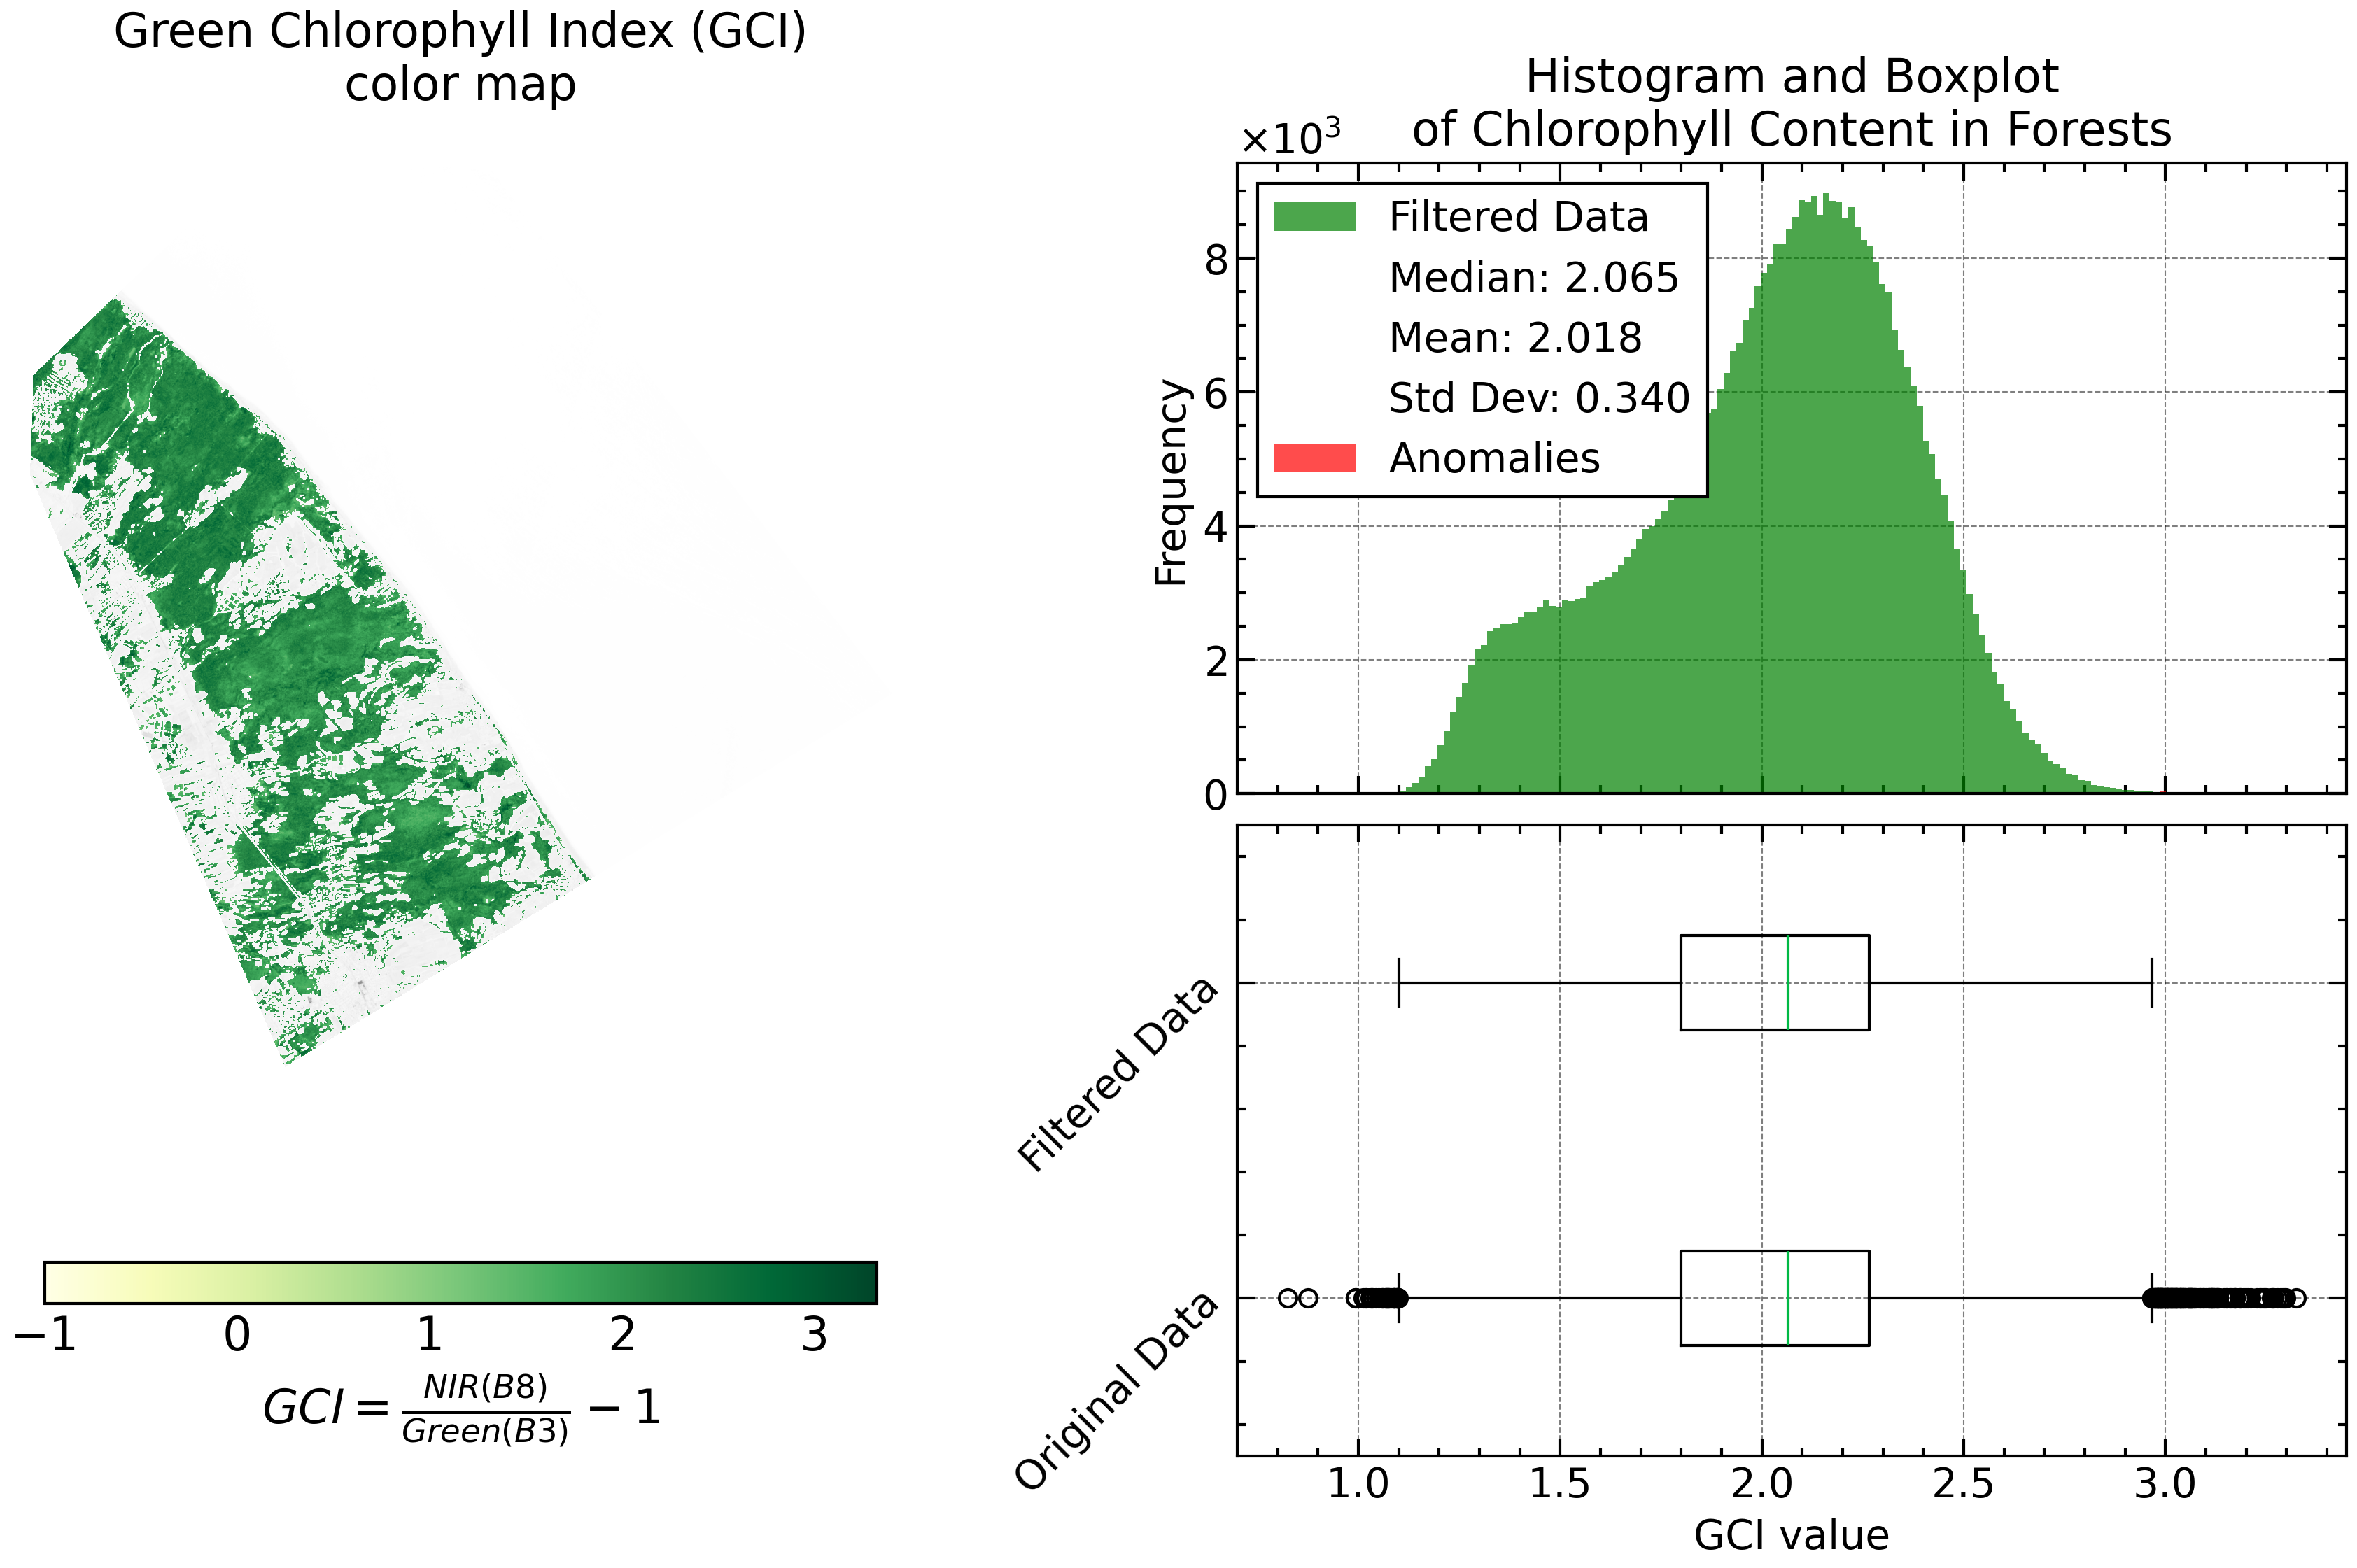 Green Chlorophyll Index (GCI)
color map
−1 0 1 2 3
GCI = NIR(B8) / Green(B3) − 1
Histogram and Boxplot
of Chlorophyll Content in Forests
×10³
Filtered Data
Median: 2.065
Mean: 2.018
Std Dev: 0.340
Anomalies
Frequency
8
6
4
2
0
Filtered Data
Original Data
1.0 1.5 2.0 2.5 3.0
GCI value